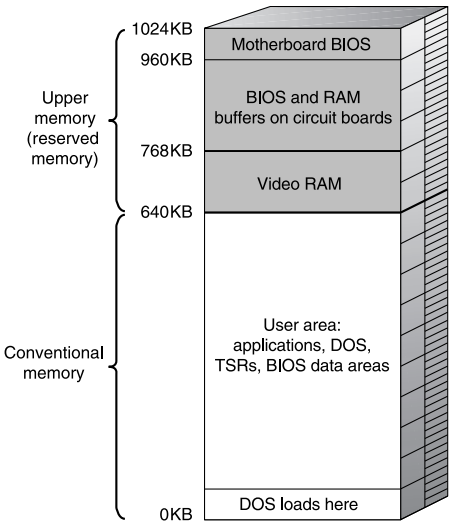 1024KB
Motherboard BIOS
960KB
BIOS and RAM
buffers on circuit boards
Upper
memory
(reserved
memory)
768KB
Video RAM
640KB
User area:
applications, DOS,
TSRs, BIOS data areas
Conventional
memory
DOS loads here
0KB